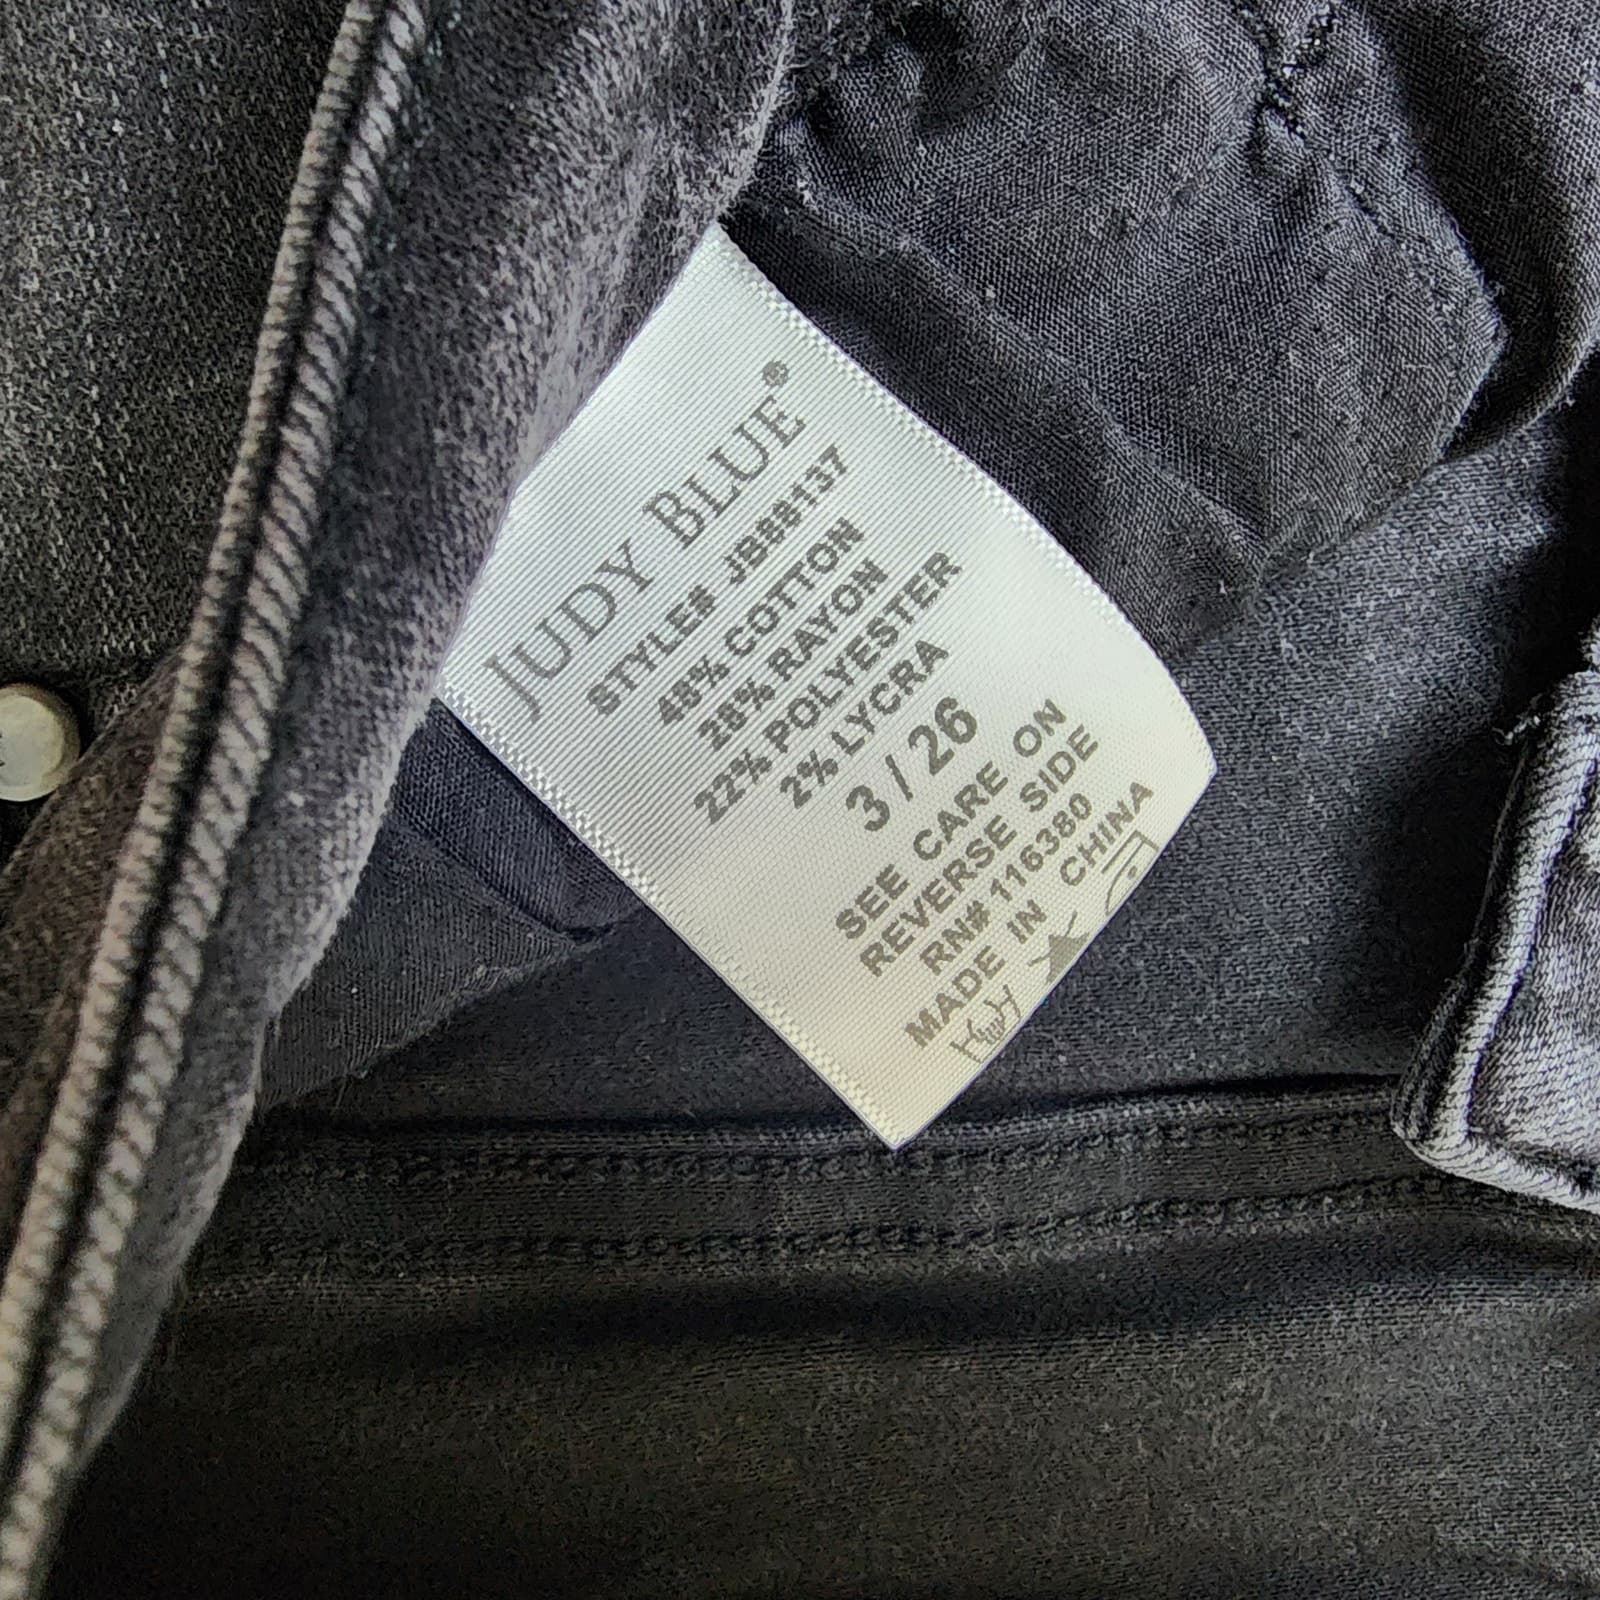 JUDY BLUE®
STYLE# JB88137
48% COTTON
28% RAYON
22% POLYESTER
2% LYCRA
3 / 26
SEE CARE ON
REVERSE SIDE
RN# 116380
MADE IN CHINA